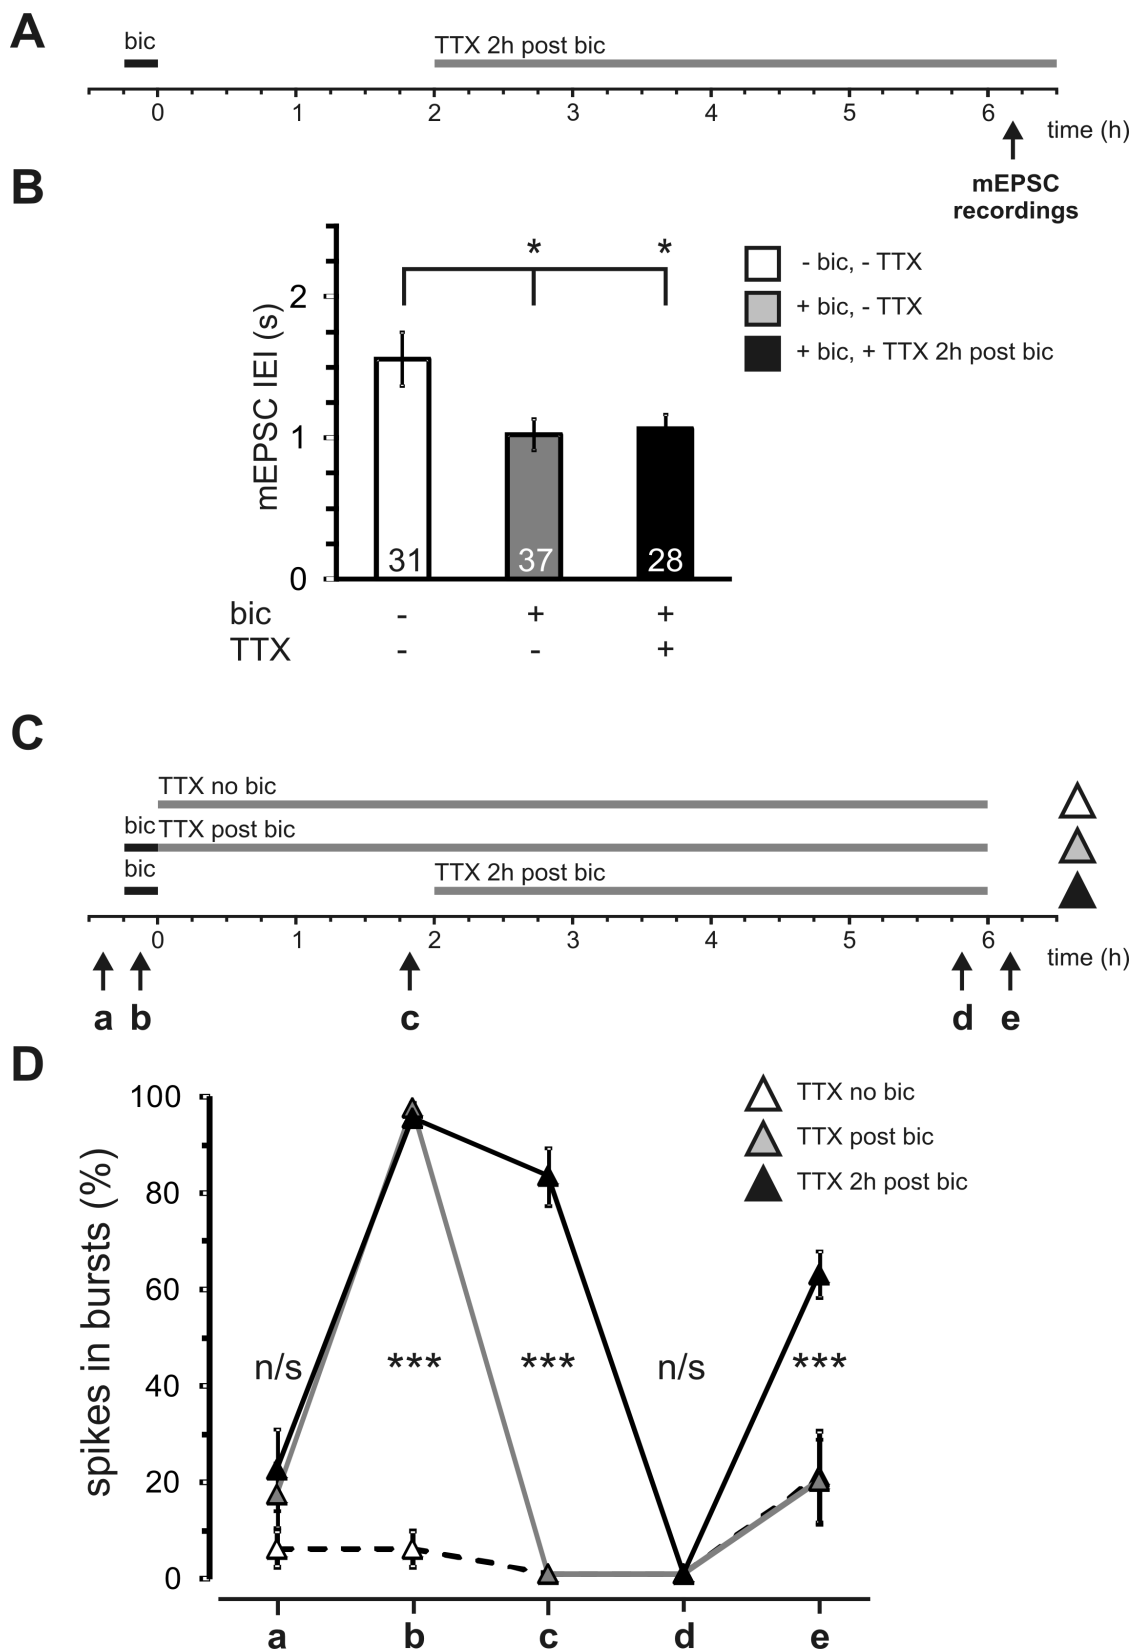 A
bic
TTX 2h post bic
0 1 2 3 4 5 6
time (h)
mEPSC
recordings
B
mEPSC IEI (s)
2
1
0
* *
- bic, - TTX
+ bic, - TTX
+ bic, + TTX 2h post bic
31 37 28
bic - + +
TTX - - +
C
TTX no bic
bic TTX post bic
bic TTX 2h post bic
0 1 2 3 4 5 6
time (h)
a b c d e
D
spikes in bursts (%)
100
80
60
40
20
0
TTX no bic
TTX post bic
TTX 2h post bic
n/s *** *** n/s ***
a b c d e